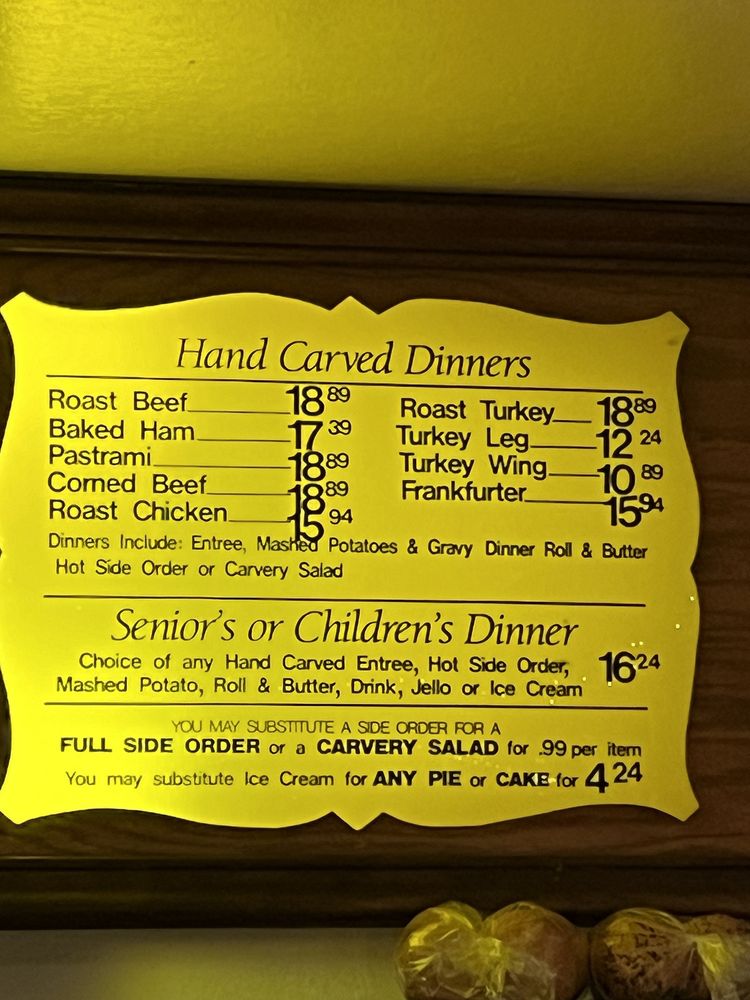 Hand Carved Dinners
Roast Beef 18 89
Baked Ham 17 39
Pastrami 18 89
Corned Beef 18 89
Roast Chicken 15 94
Roast Turkey 18 89
Turkey Leg 12 24
Turkey Wing 10 89
Frankfurter 15 94
Dinners Include: Entree, Mashed Potatoes & Gravy Dinner Roll & Butter
Hot Side Order or Carvery Salad
Senior's or Children's Dinner
Choice of any Hand Carved Entree, Hot Side Order,
Mashed Potato, Roll & Butter, Drink, Jello or Ice Cream
16 24
YOU MAY SUBSTITUTE A SIDE ORDER FOR A
FULL SIDE ORDER or a CARVERY SALAD for .99 per item
You may substitute Ice Cream for ANY PIE or CAKE for 4 24